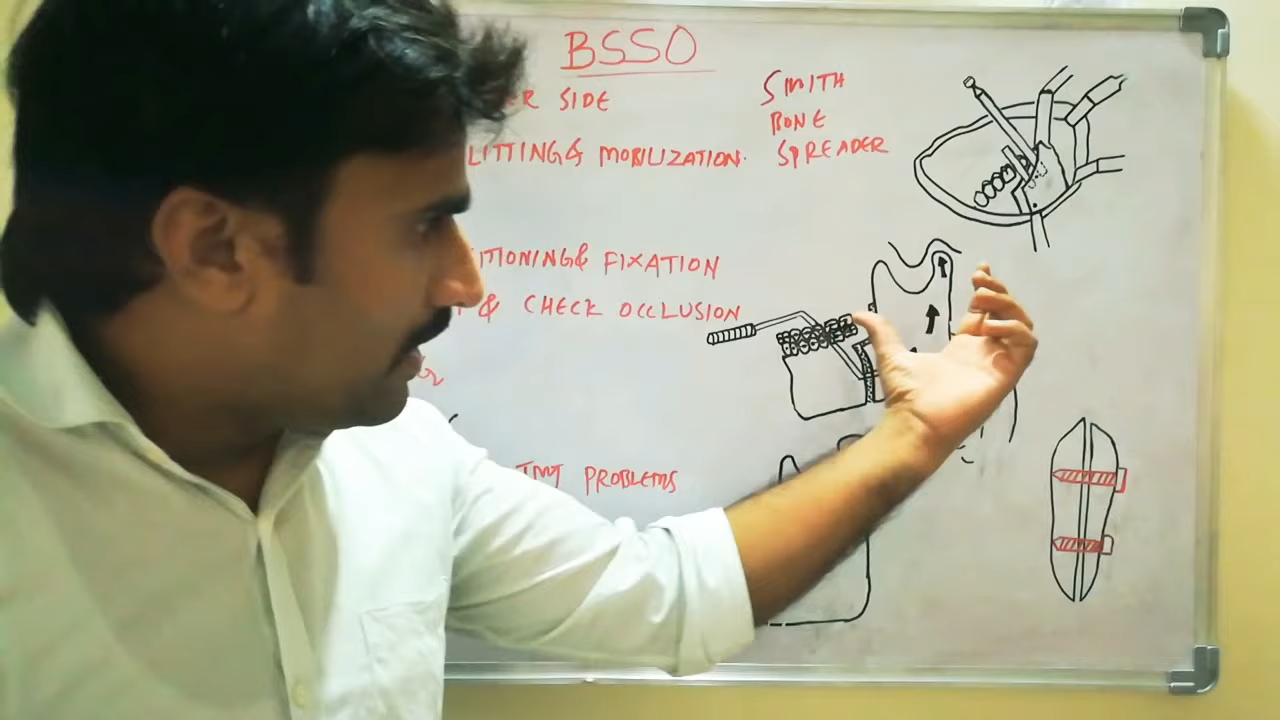 BSSO
ER SIDE
LITTING & MOBILIZATION.
SMITH
BONE
SPREADER
ITIONING & FIXATION
& CHECK OCCLUSION
TMJ PROBLEMS